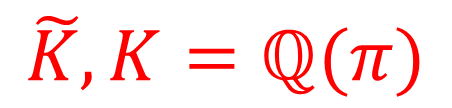 K̃, K = ℚ(π)